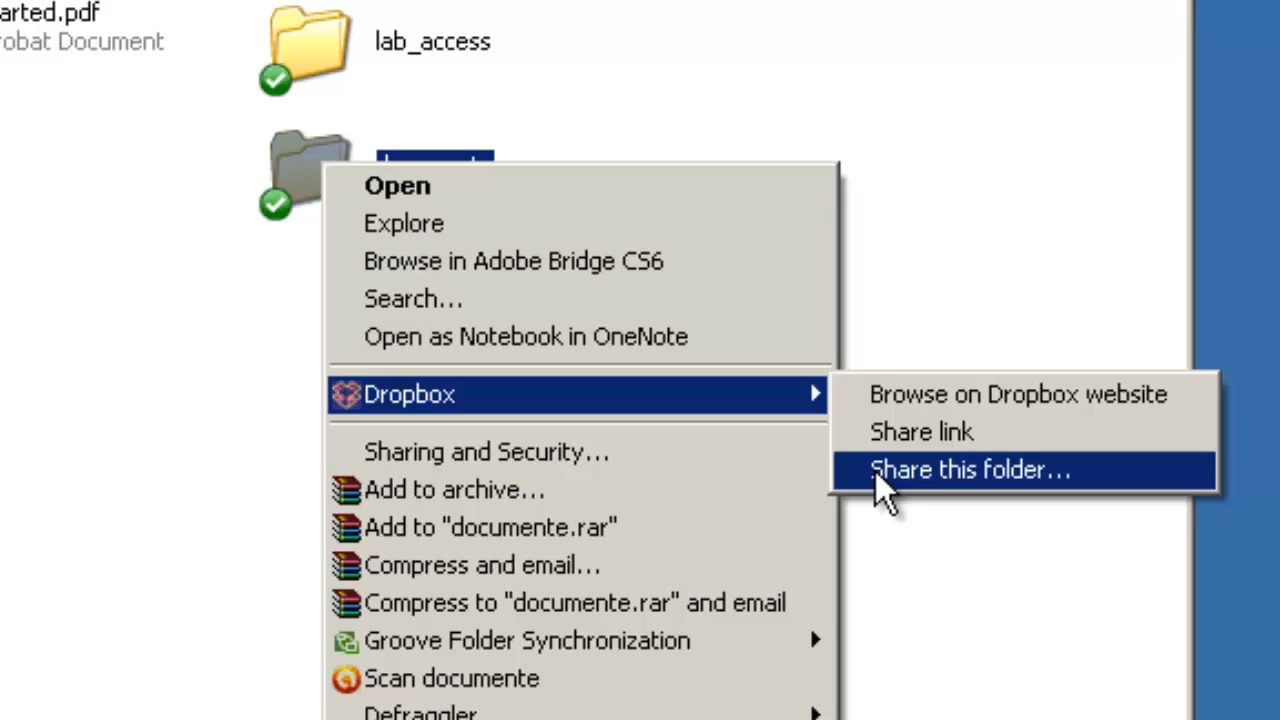 arted.pdf
robat Document
lab_access
Open
Explore
Browse in Adobe Bridge CS6
Search...
Open as Notebook in OneNote
Dropbox
Browse on Dropbox website
Share link
Share this folder...
Sharing and Security...
Add to archive...
Add to "documente.rar"
Compress and email...
Compress to "documente.rar" and email
Groove Folder Synchronization
Scan documente
Defraggler